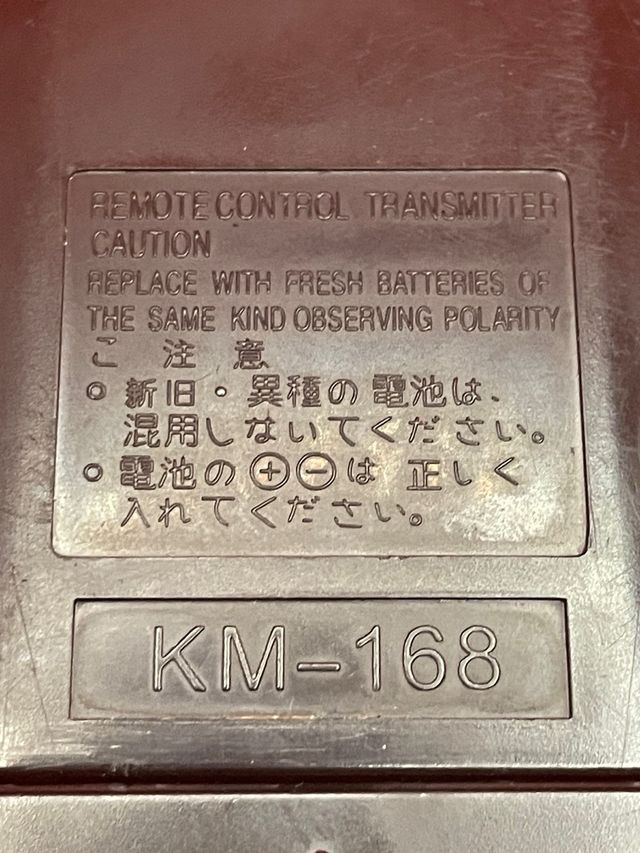 REMOTE CONTROL TRANSMITTER
CAUTION
REPLACE WITH FRESH BATTERIES OF
THE SAME KIND OBSERVING POLARITY
ご 注 意
○ 新旧・異種の電池は、
混用しないてください。
○ 電池の⊕⊖は 正しく
入れてください。
KM-168